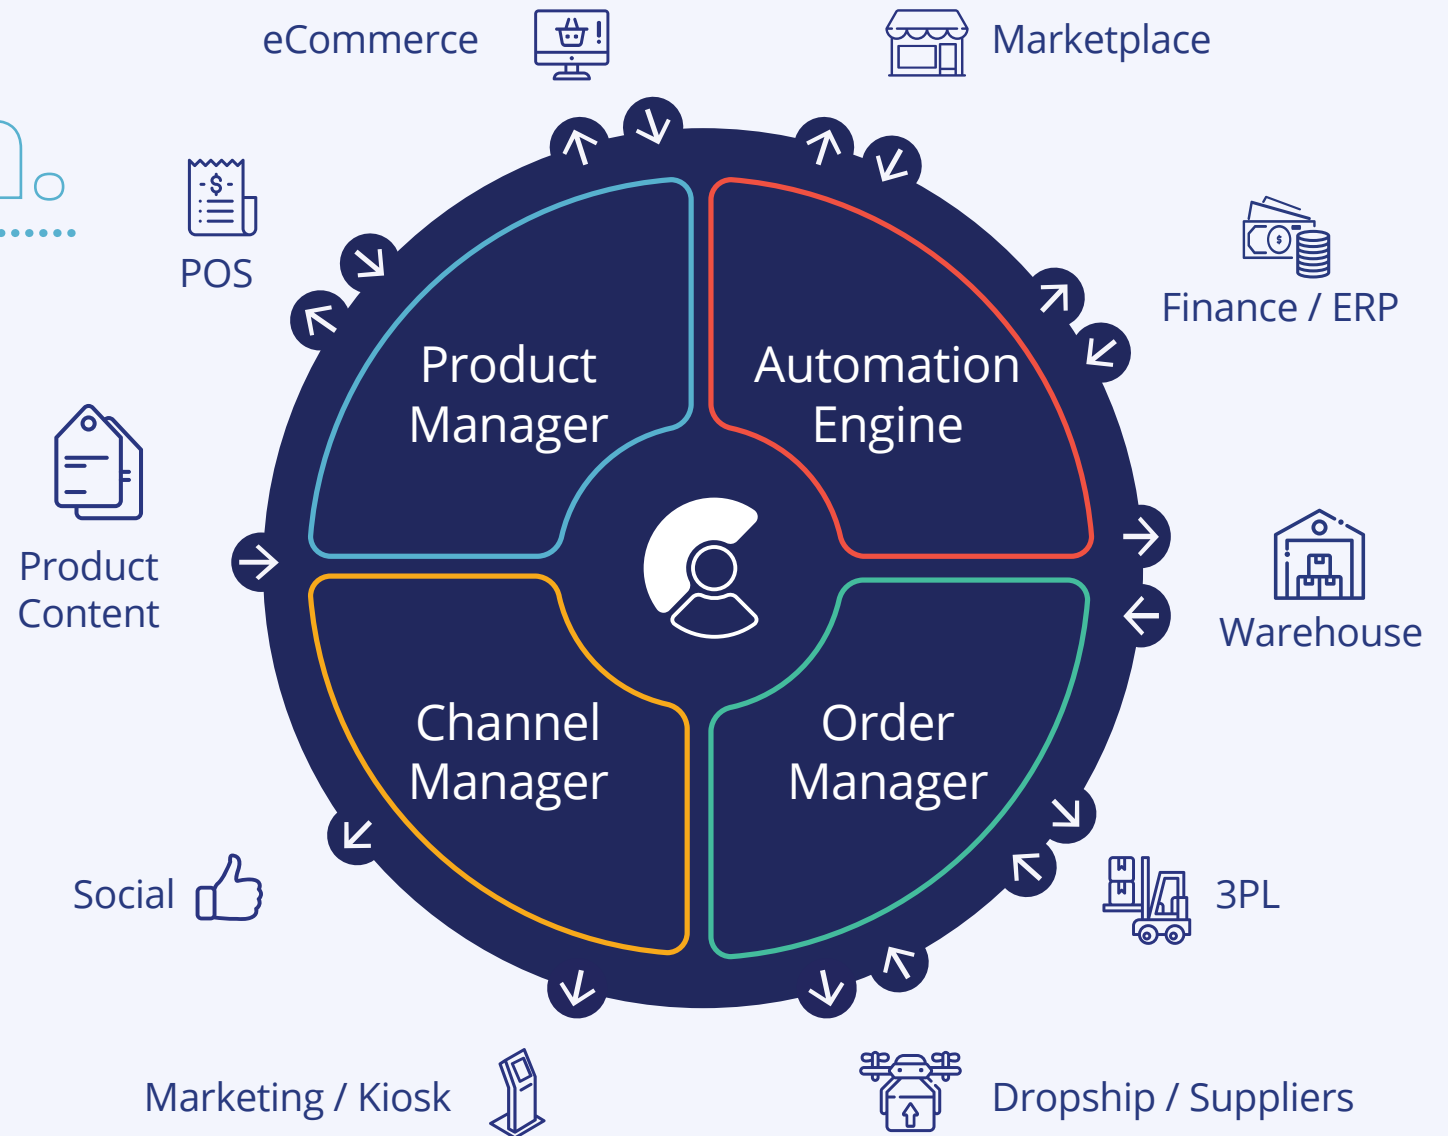 eCommerce
Marketplace
POS
Finance / ERP
Product
Manager
Automation
Engine
Product
Content
Warehouse
Channel
Manager
Order
Manager
Social
3PL
Marketing / Kiosk
Dropship / Suppliers